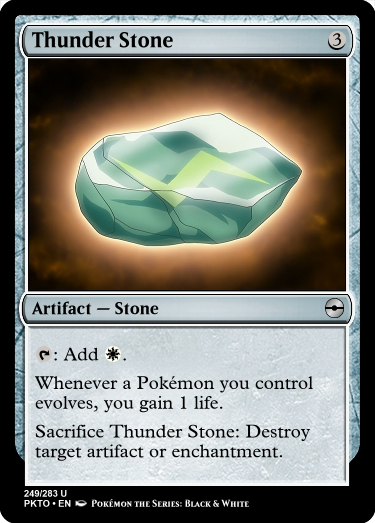 Thunder Stone 3
Artifact — Stone
: Add .
Whenever a Pokémon you control
evolves, you gain 1 life.
Sacrifice Thunder Stone: Destroy
target artifact or enchantment.
249/283 U
PKTO • EN Pokémon the Series: Black & White